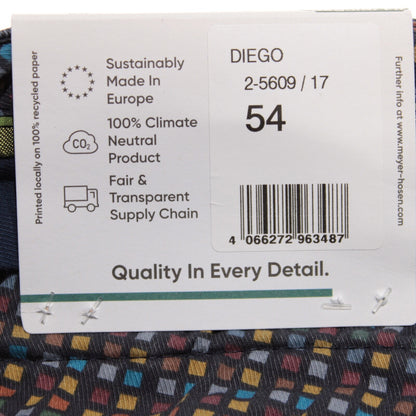 Printed locally on 100% recycled paper
Sustainably
Made In
Europe
CO₂
100% Climate
Neutral
Product
Fair &
Transparent
Supply Chain
DIEGO
2-5609 / 17
54
4 066272 963487
Further info at www.meyer-hosen.com
Quality In Every Detail.